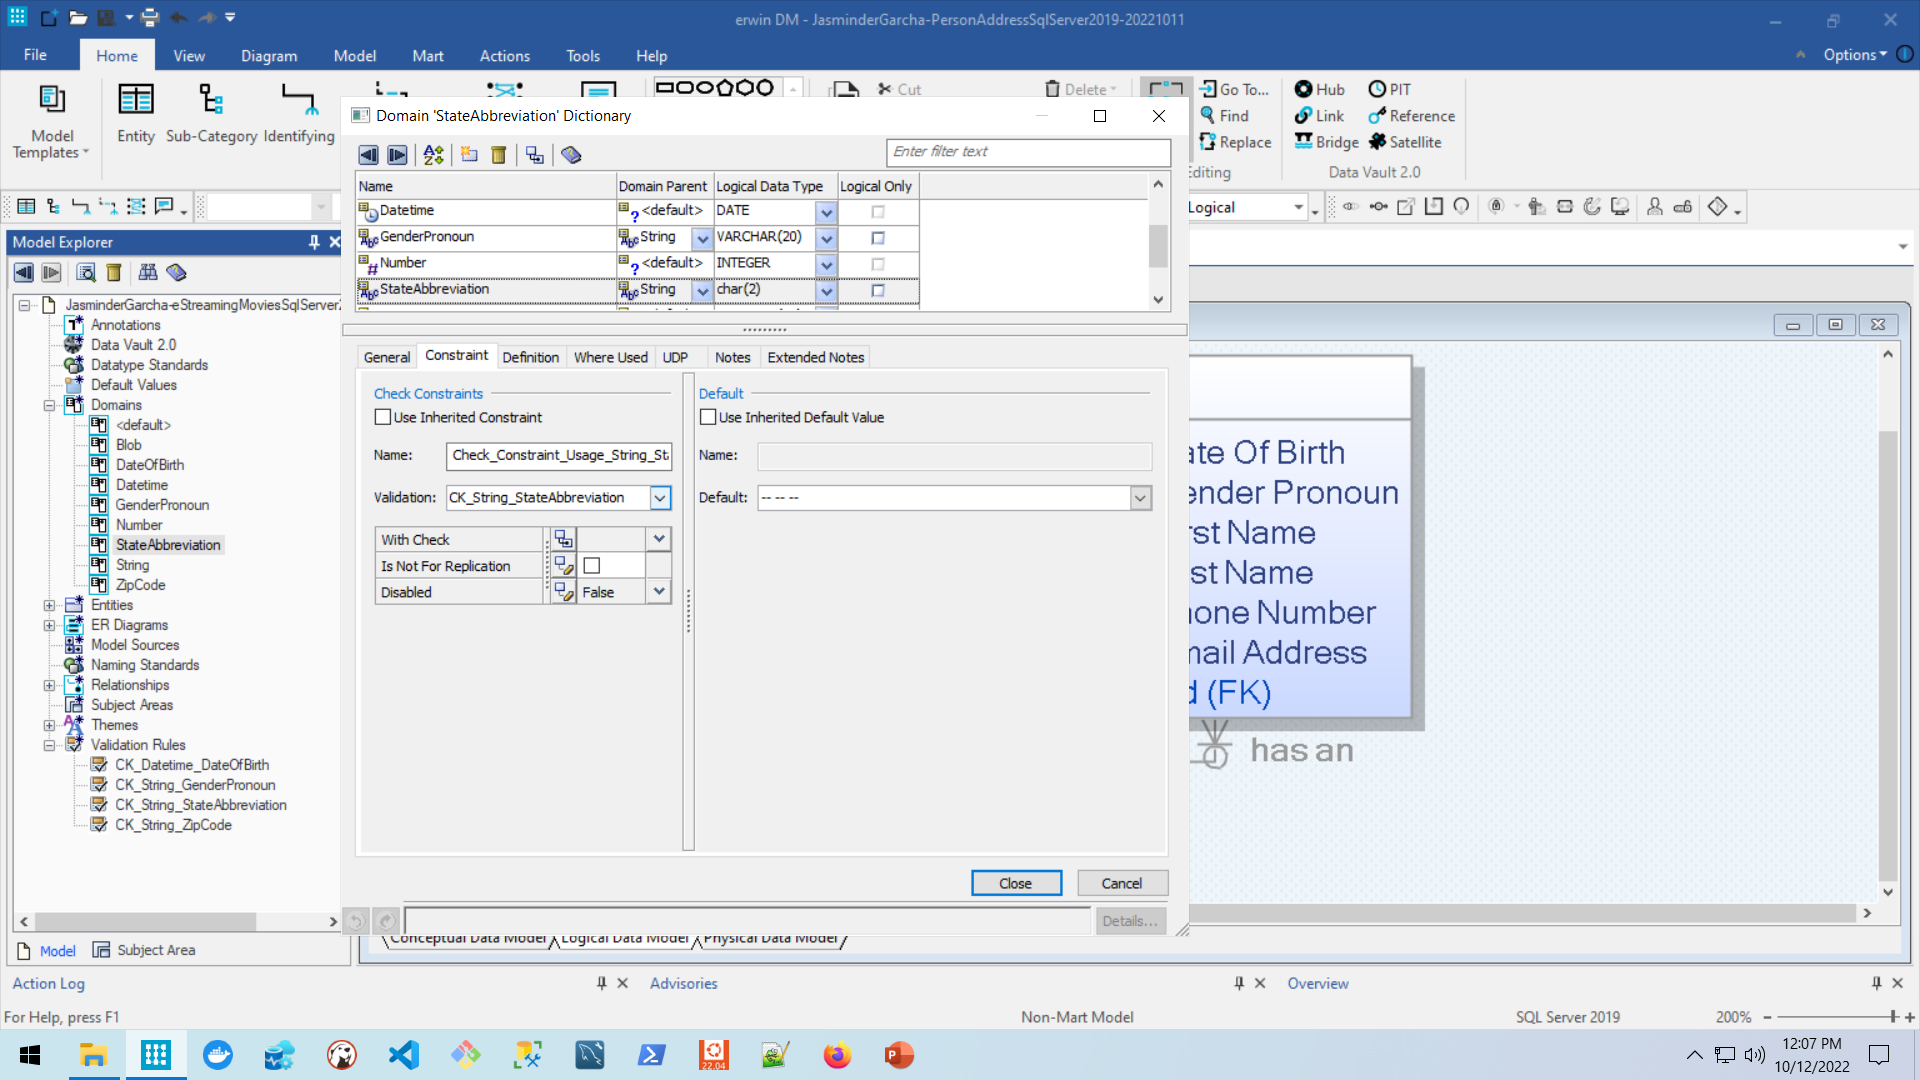 erwin DM - JasminderGarcha-PersonAddressSqlServer2019-20221011
File Home View Diagram Model Mart Actions Tools Help Options
Model Templates
Entity Sub-Category Identifying
Cut
Delete
Go To...
Find
Replace
Editing
Hub PIT
Link Reference
Bridge Satellite
Data Vault 2.0
Logical
Domain 'StateAbbreviation' Dictionary
Enter filter text
Name Domain Parent Logical Data Type Logical Only
Datetime <default> DATE
GenderPronoun String VARCHAR(20)
Number <default> INTEGER
StateAbbreviation String char(2)
General Constraint Definition Where Used UDP Notes Extended Notes
Check Constraints
Use Inherited Constraint
Name: Check_Constraint_Usage_String_St
Validation: CK_String_StateAbbreviation
With Check
Is Not For Replication
Disabled False
Default
Use Inherited Default Value
Name:
Default: -- -- --
Close Cancel
Details...
Model Explorer
JasminderGarcha-eStreamingMoviesSqlServer2
Annotations
Data Vault 2.0
Datatype Standards
Default Values
Domains
<default>
Blob
DateOfBirth
Datetime
GenderPronoun
Number
StateAbbreviation
String
ZipCode
Entities
ER Diagrams
Model Sources
Naming Standards
Relationships
Subject Areas
Themes
Validation Rules
CK_Datetime_DateOfBirth
CK_String_GenderPronoun
CK_String_StateAbbreviation
CK_String_ZipCode
Model Subject Area
ate Of Birth
ender Pronoun
rst Name
st Name
hone Number
mail Address
d (FK)
has an
Conceptual Data Model Logical Data Model Physical Data Model
Action Log Advisories Overview
For Help, press F1 Non-Mart Model SQL Server 2019 200%
22.04
12:07 PM
10/12/2022